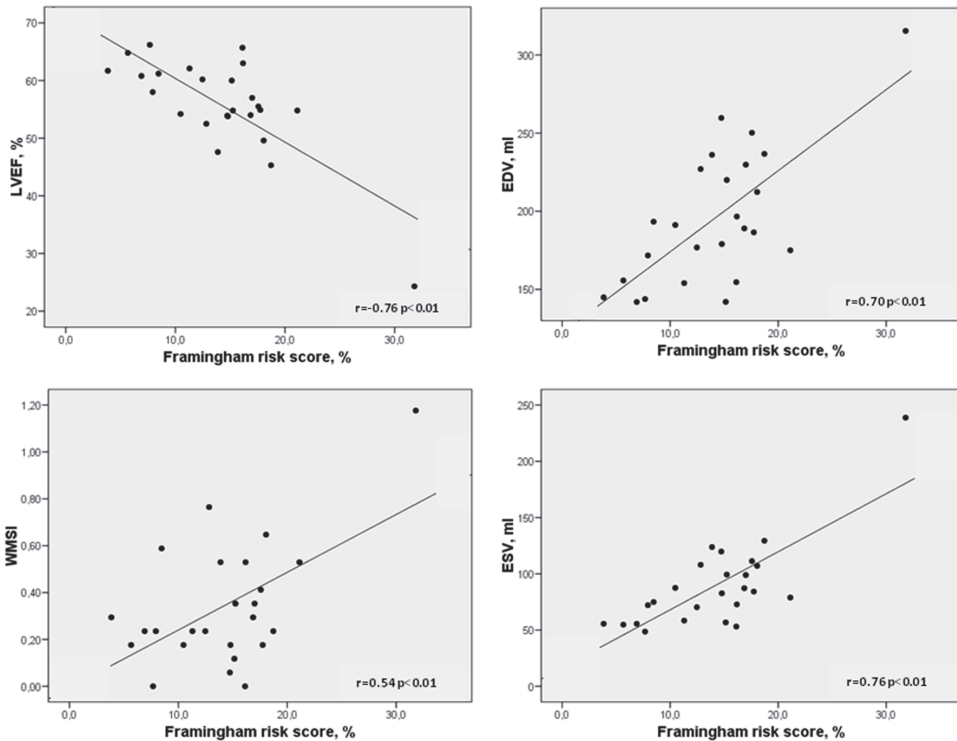 70
60
50
40
30
20
LVEF, %
r=-0.76 p<0.01
0,0 10,0 20,0 30,0
Framingham risk score, %
300
250
200
150
EDV, ml
r=0.70 p<0.01
0,0 10,0 20,0 30,0
Framingham risk score, %
1,20
1,00
0,80
0,60
0,40
0,20
0,00
WMSI
r=0.54 p<0.01
0,0 10,0 20,0 30,0
Framingham risk score, %
250
200
150
100
50
0
ESV, ml
r=0.76 p<0.01
0,0 10,0 20,0 30,0
Framingham risk score, %